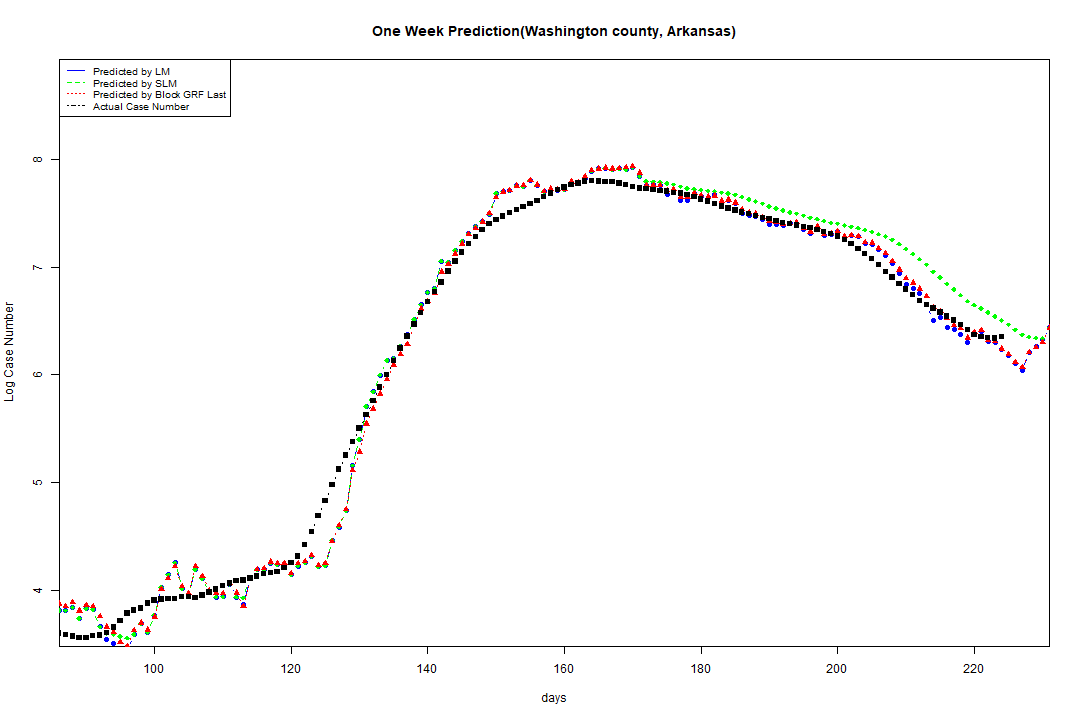 One Week Prediction(Washington county, Arkansas)
Predicted by LM
Predicted by SLM
Predicted by Block GRF Last
Actual Case Number
8
7
6
5
4
Log Case Number
100 120 140 160 180 200 220
days